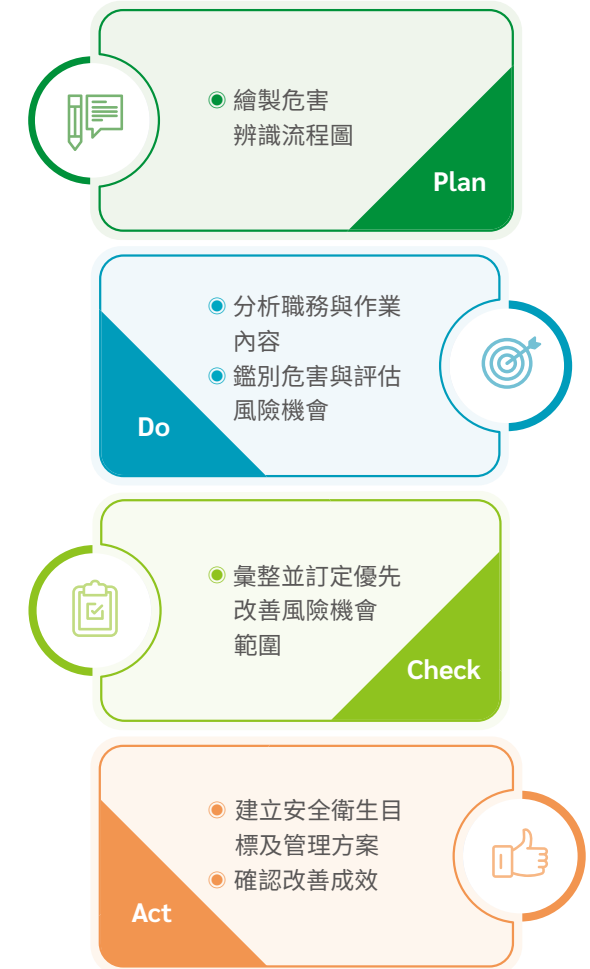 繪製危害
辨識流程圖
Plan
分析職務與作業
內容
鑑別危害與評估
風險機會
Do
彙整並訂定優先
改善風險機會
範圍
Check
建立安全衛生目
標及管理方案
確認改善成效
Act